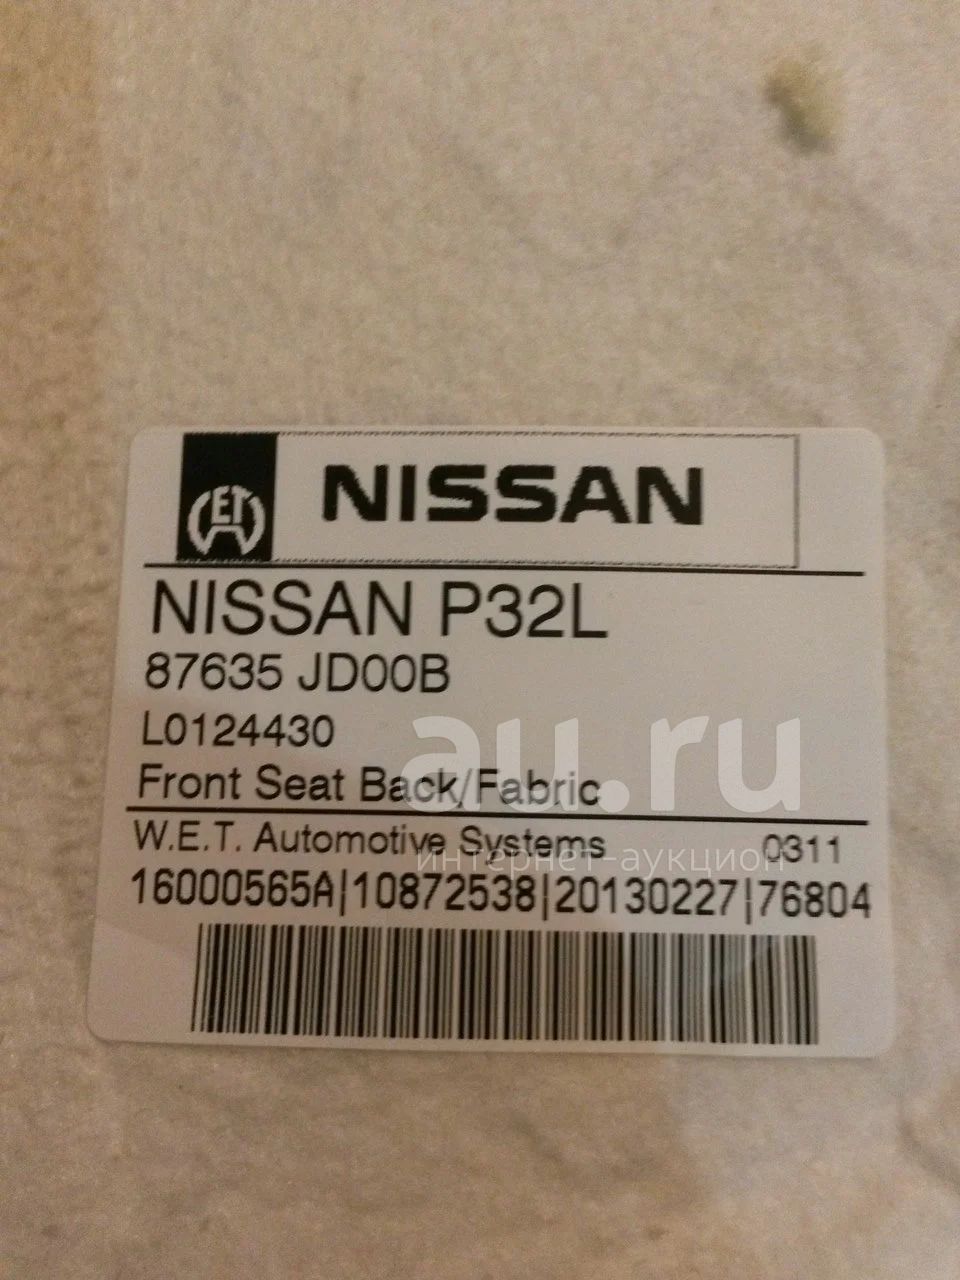 WET
NISSAN
NISSAN P32L
87635 JD00B
L0124430
Front Seat Back/Fabric
au.ru
W.E.T. Automotive Systems 0311
интернет-аукцион
16000565A|10872538|20130227|76804